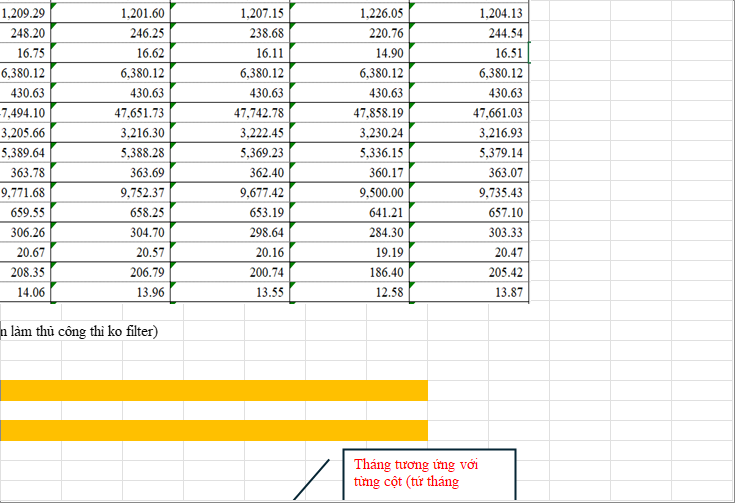 1,209.29 1,201.60 1,207.15 1,226.05 1,204.13
248.20 246.25 238.68 220.76 244.54
16.75 16.62 16.11 14.90 16.51
6,380.12 6,380.12 6,380.12 6,380.12 6,380.12
430.63 430.63 430.63 430.63 430.63
7,494.10 47,651.73 47,742.78 47,858.19 47,661.03
3,205.66 3,216.30 3,222.45 3,230.24 3,216.93
5,389.64 5,388.28 5,369.23 5,336.15 5,379.14
363.78 363.69 362.40 360.17 363.07
9,771.68 9,752.37 9,677.42 9,500.00 9,735.43
659.55 658.25 653.19 641.21 657.10
306.26 304.70 298.64 284.30 303.33
20.67 20.57 20.16 19.19 20.47
208.35 206.79 200.74 186.40 205.42
14.06 13.96 13.55 12.58 13.87
n làm thủ công thi ko filter)
Tháng tương ứng với
từng cột (từ tháng